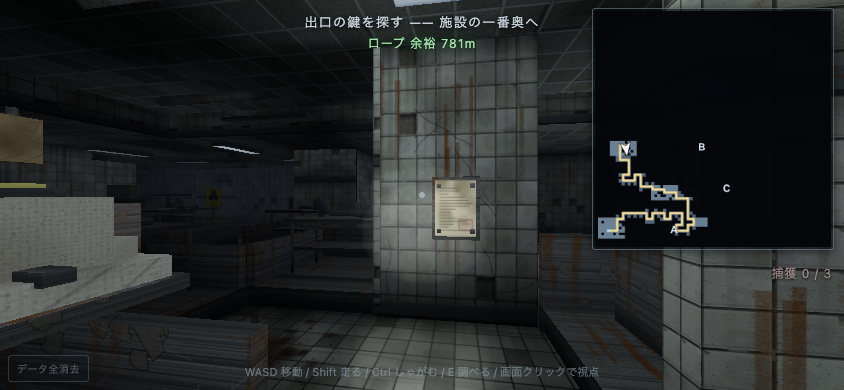 出口の鍵を探す —— 施設の一番奥へ
ロープ 余裕 781m
B
C
A
捕獲 0 / 3
データ全消去
WASD 移動 / Shift 走る / Ctrl しゃがむ / E 調べる / 画面クリックで視点